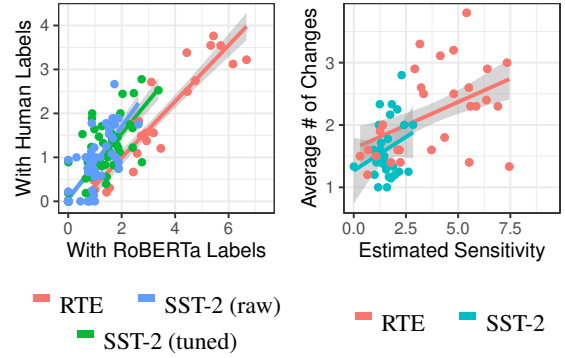 With Human Labels
4
3
2
1
0
0 2 4 6
With RoBERTa Labels
RTE SST-2 (raw)
SST-2 (tuned)
Average # of Changes
4
3
2
1
0.0 2.5 5.0 7.5
Estimated Sensitivity
RTE SST-2